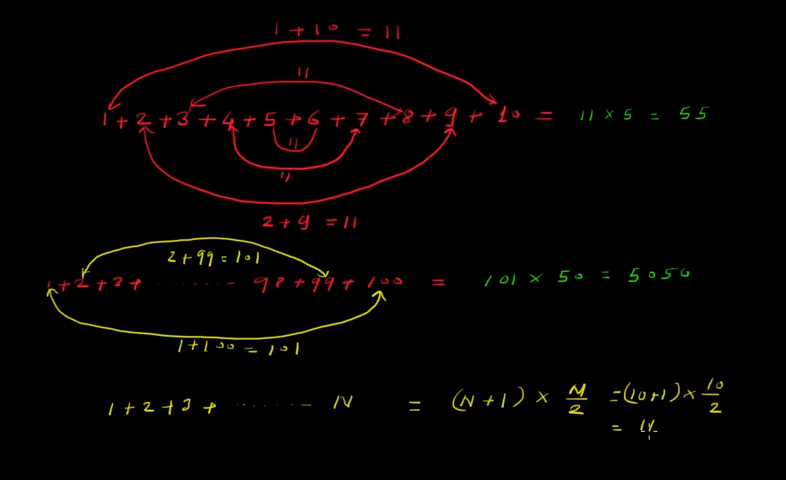 1 + 10 = 11
11
1 + 2 + 3 + 4 + 5 + 6 + 7 + 8 + 9 + 10 = 11 × 5 = 55
11
11
2 + 9 = 11
2 + 99 = 101
1 + 2 + 3 + ........ 98 + 99 + 100 = 101 × 50 = 5050
1 + 100 = 101
1 + 2 + 3 + ........ N = (N + 1) × N/2 = (10+1) × 10/2
= 11